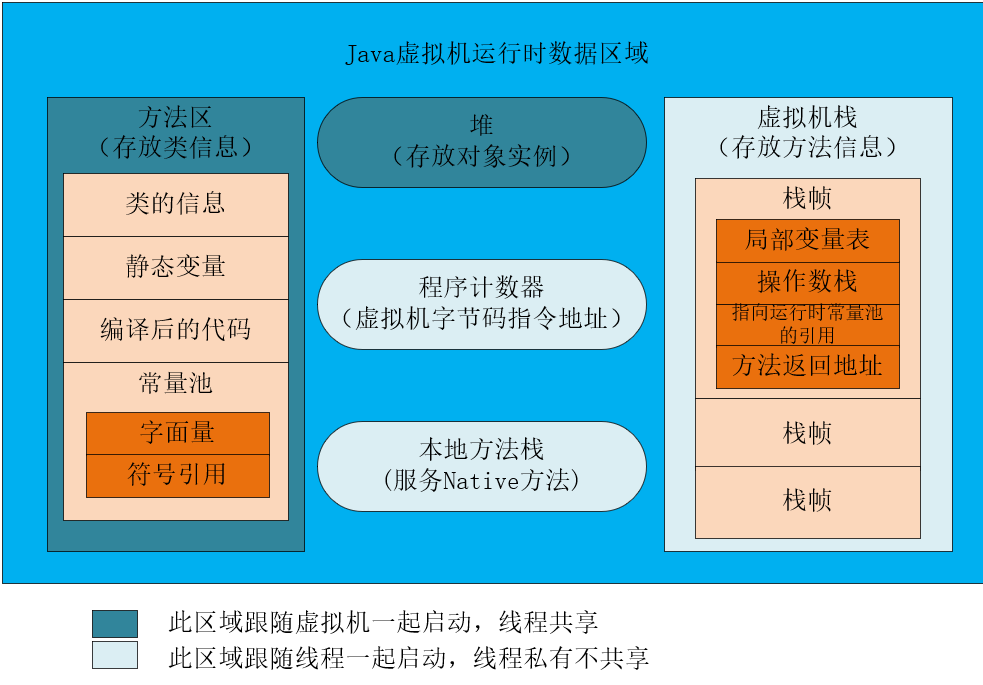 Java虚拟机运行时数据区域
方法区
（存放类信息）
类的信息
静态变量
编译后的代码
常量池
字面量
符号引用
堆
（存放对象实例）
程序计数器
（虚拟机字节码指令地址）
本地方法栈
(服务Native方法)
虚拟机栈
（存放方法信息）
栈帧
局部变量表
操作数栈
指向运行时常量池
的引用
方法返回地址
栈帧
栈帧
此区域跟随虚拟机一起启动，线程共享
此区域跟随线程一起启动，线程私有不共享